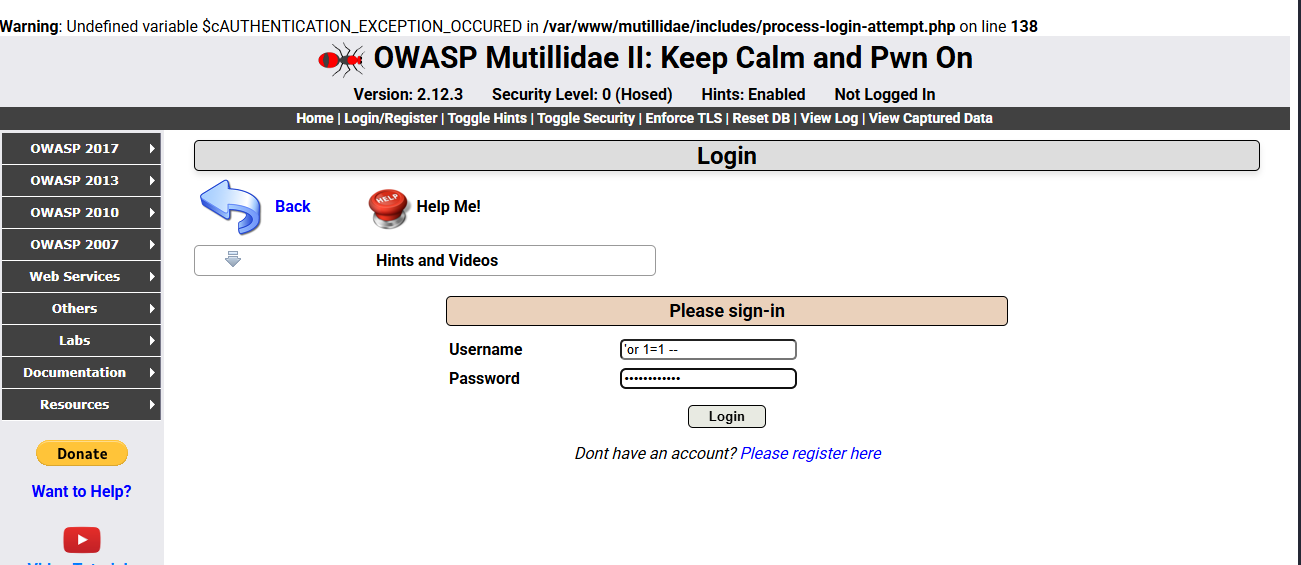 Warning: Undefined variable $cAUTHENTICATION_EXCEPTION_OCCURED in /var/www/mutillidae/includes/process-login-attempt.php on line 138
OWASP Mutillidae II: Keep Calm and Pwn On
Version: 2.12.3 Security Level: 0 (Hosed) Hints: Enabled Not Logged In
Home | Login/Register | Toggle Hints | Toggle Security | Enforce TLS | Reset DB | View Log | View Captured Data
OWASP 2017
OWASP 2013
OWASP 2010
OWASP 2007
Web Services
Others
Labs
Documentation
Resources
Donate
Want to Help?
Login
Back
HELP
Help Me!
Hints and Videos
Please sign-in
Username
'or 1=1 --
Password
••••••••••••
Login
Dont have an account? Please register here